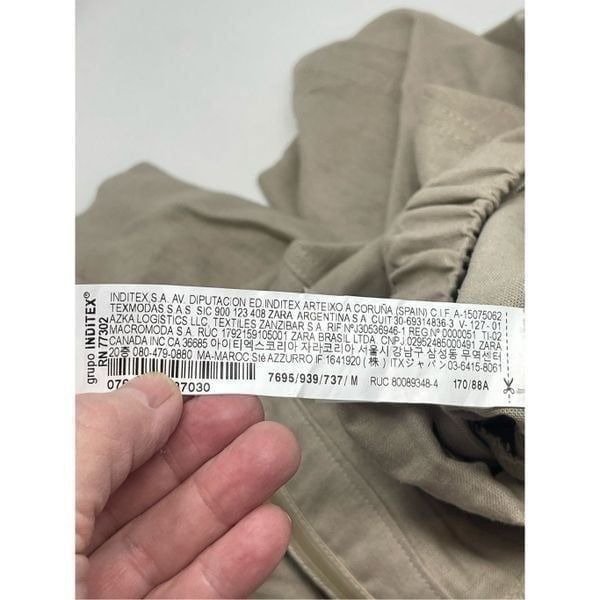 grupo INDITEX®
RN 77302
INDITEX,S.A. AV. DIPUTACION ED.INDITEX ARTEIXO A CORUÑA (SPAIN) C.I.F. A-15075062
TEXMODAS S A S SIC 900 123 408 ZARA ARGENTINA S A CUIT30-69314836-3 V-127-01
AZKA LOGISTICS LLC, TEXTILES ZANZIBAR S.A RIF NºJ30536946-1 REG.Nº 0000051 TI-02
MACROMODA S.A. RUC 1792159105001 ZARA BRASIL LTDA. CNPJ.02952485000491 ZARA
CANADA INC CA 36685 아이티엑스코리아 자라코리아 서울시 강남구 삼성동 무역센터
20층 080-479-0880 MA-MARCC Sté AZZURRO IF 1641920 (株) ITXジャパン 03-6415-8061
7695/939/737/ M RUC 80089348-4 170/88A